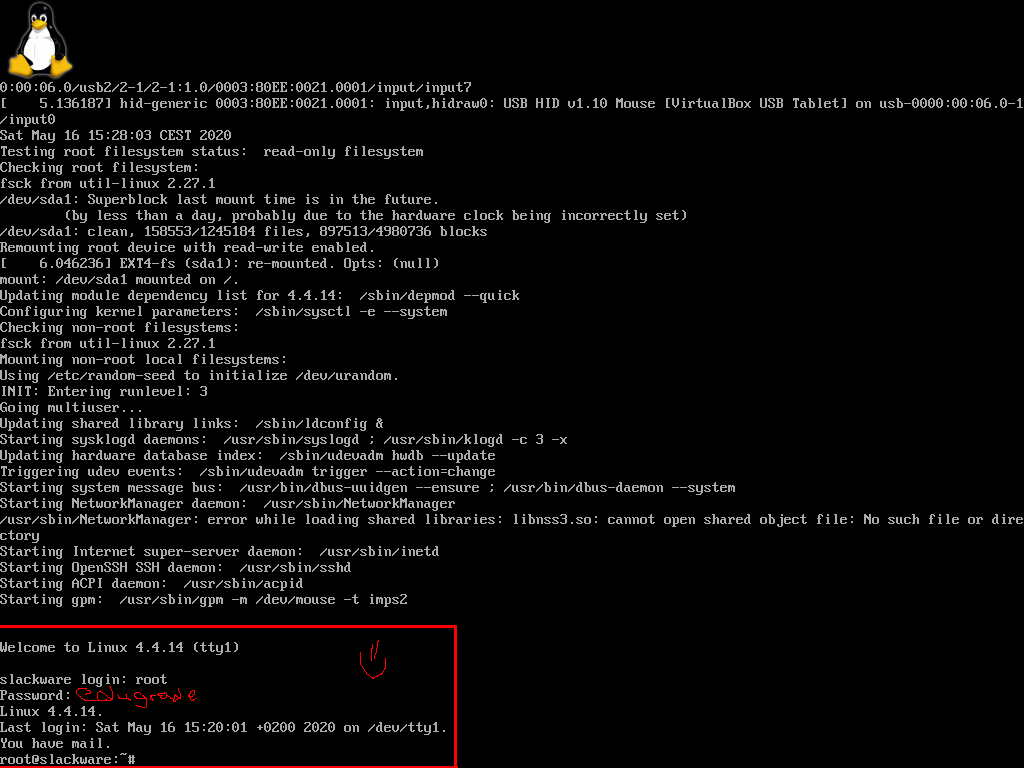 0:00:06.0/usb2/2-1/2-1:1.0/0003:80EE:0021.0001/input/input7
[    5.136187] hid-generic 0003:80EE:0021.0001: input,hidraw0: USB HID v1.10 Mouse [VirtualBox USB Tablet] on usb-0000:00:06.0-1
/input0
Sat May 16 15:28:03 CEST 2020
Testing root filesystem status:  read-only filesystem
Checking root filesystem:
fsck from util-linux 2.27.1
/dev/sda1: Superblock last mount time is in the future.
        (by less than a day, probably due to the hardware clock being incorrectly set)
/dev/sda1: clean, 158553/1245184 files, 897513/4980736 blocks
Remounting root device with read-write enabled.
[    6.046236] EXT4-fs (sda1): re-mounted. Opts: (null)
mount: /dev/sda1 mounted on /.
Updating module dependency list for 4.4.14:  /sbin/depmod --quick
Configuring kernel parameters:  /sbin/sysctl -e --system
Checking non-root filesystems:
fsck from util-linux 2.27.1
Mounting non-root local filesystems:
Using /etc/random-seed to initialize /dev/urandom.
INIT: Entering runlevel: 3
Going multiuser...
Updating shared library links:  /sbin/ldconfig &
Starting sysklogd daemons:  /usr/sbin/syslogd ; /usr/sbin/klogd -c 3 -x
Updating hardware database index:  /sbin/udevadm hwdb --update
Triggering udev events:  /sbin/udevadm trigger --action=change
Starting system message bus:  /usr/bin/dbus-uuidgen --ensure ; /usr/bin/dbus-daemon --system
Starting NetworkManager daemon:  /usr/sbin/NetworkManager
/usr/sbin/NetworkManager: error while loading shared libraries: libnss3.so: cannot open shared object file: No such file or dire
ctory
Starting Internet super-server daemon:  /usr/sbin/inetd
Starting OpenSSH SSH daemon:  /usr/sbin/sshd
Starting ACPI daemon:  /usr/sbin/acpid
Starting gpm:  /usr/sbin/gpm -m /dev/mouse -t imps2
Welcome to Linux 4.4.14 (tty1)
slackware login: root
Password: edugrade
Linux 4.4.14.
Last login: Sat May 16 15:20:01 +0200 2020 on /dev/tty1.
You have mail.
root@slackware:~#